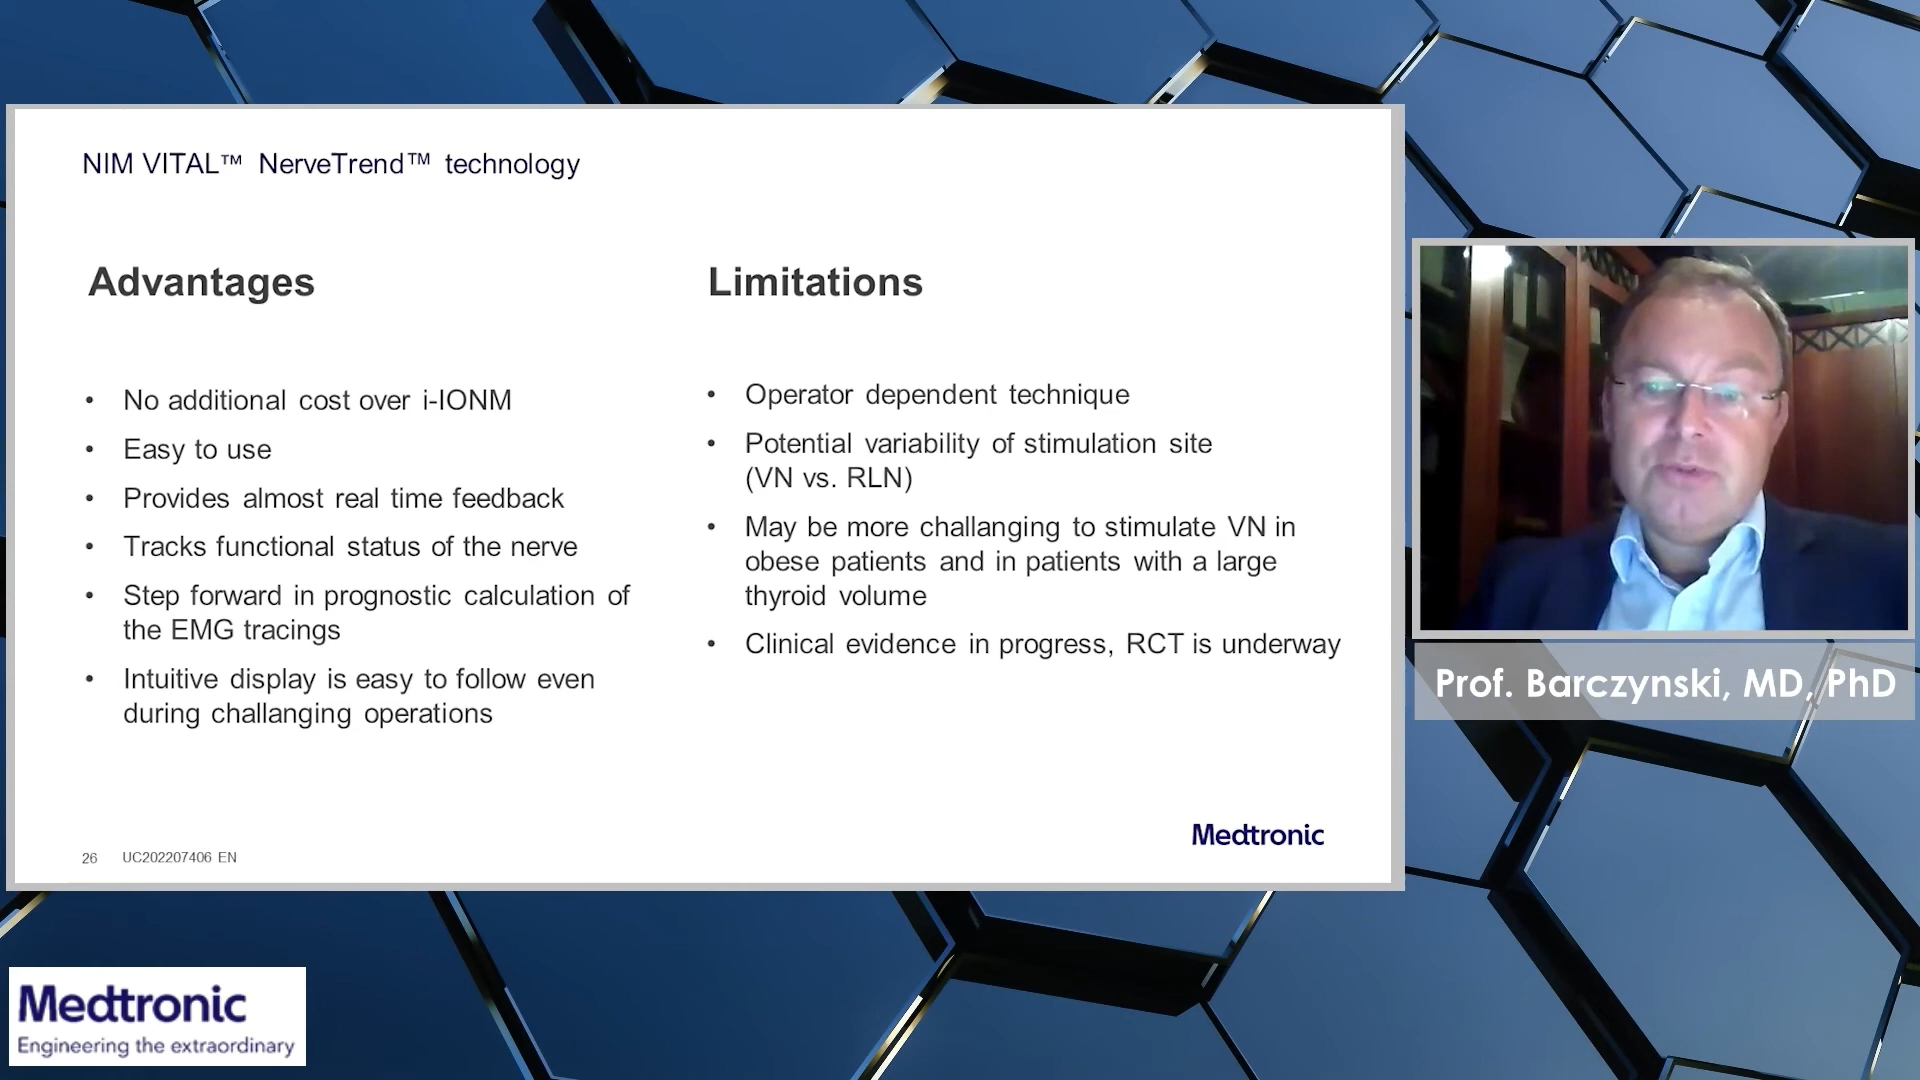 NIM VITAL™ NerveTrend™ technology
Advantages
• No additional cost over i-IONM
• Easy to use
• Provides almost real time feedback
• Tracks functional status of the nerve
• Step forward in prognostic calculation of
the EMG tracings
• Intuitive display is easy to follow even
during challanging operations
Limitations
• Operator dependent technique
• Potential variability of stimulation site
(VN vs. RLN)
• May be more challanging to stimulate VN in
obese patients and in patients with a large
thyroid volume
• Clinical evidence in progress, RCT is underway
Medtronic
26 UC202207406 EN
Prof. Barczynski, MD, PhD
Medtronic
Engineering the extraordinary